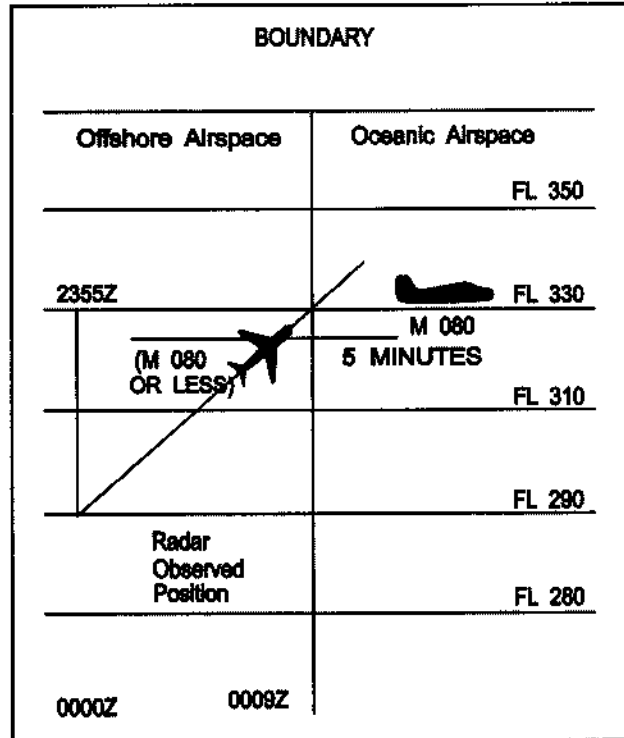 BOUNDARY
Offshore Airspace
Oceanic Airspace
FL 350
2355Z
FL 330
M 080
(M 080
OR LESS)
5 MINUTES
FL 310
FL 290
Radar
Observed
Position
FL 280
0000Z
0009Z